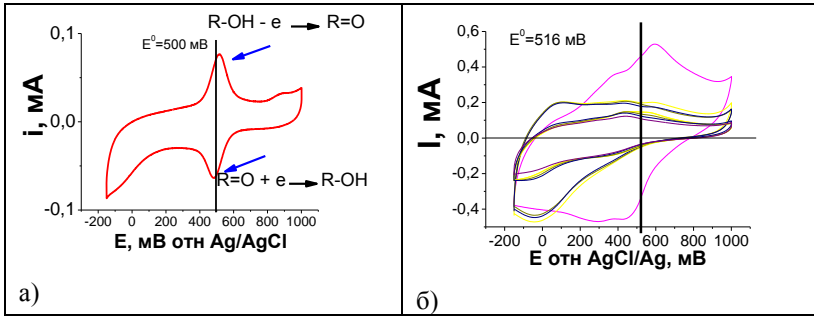 R-OH - e → R=O
E⁰=500 мВ
0,1
0,0
-0,1
i, мА
R=O + e → R-OH
-200 0 200 400 600 800 1000
E, мВ отн Ag/AgCl
а)
E⁰=516 мВ
0,6
0,4
0,2
0,0
-0,2
-0,4
I, мА
-200 0 200 400 600 800 1000
E отн AgCl/Ag, мВ
б)